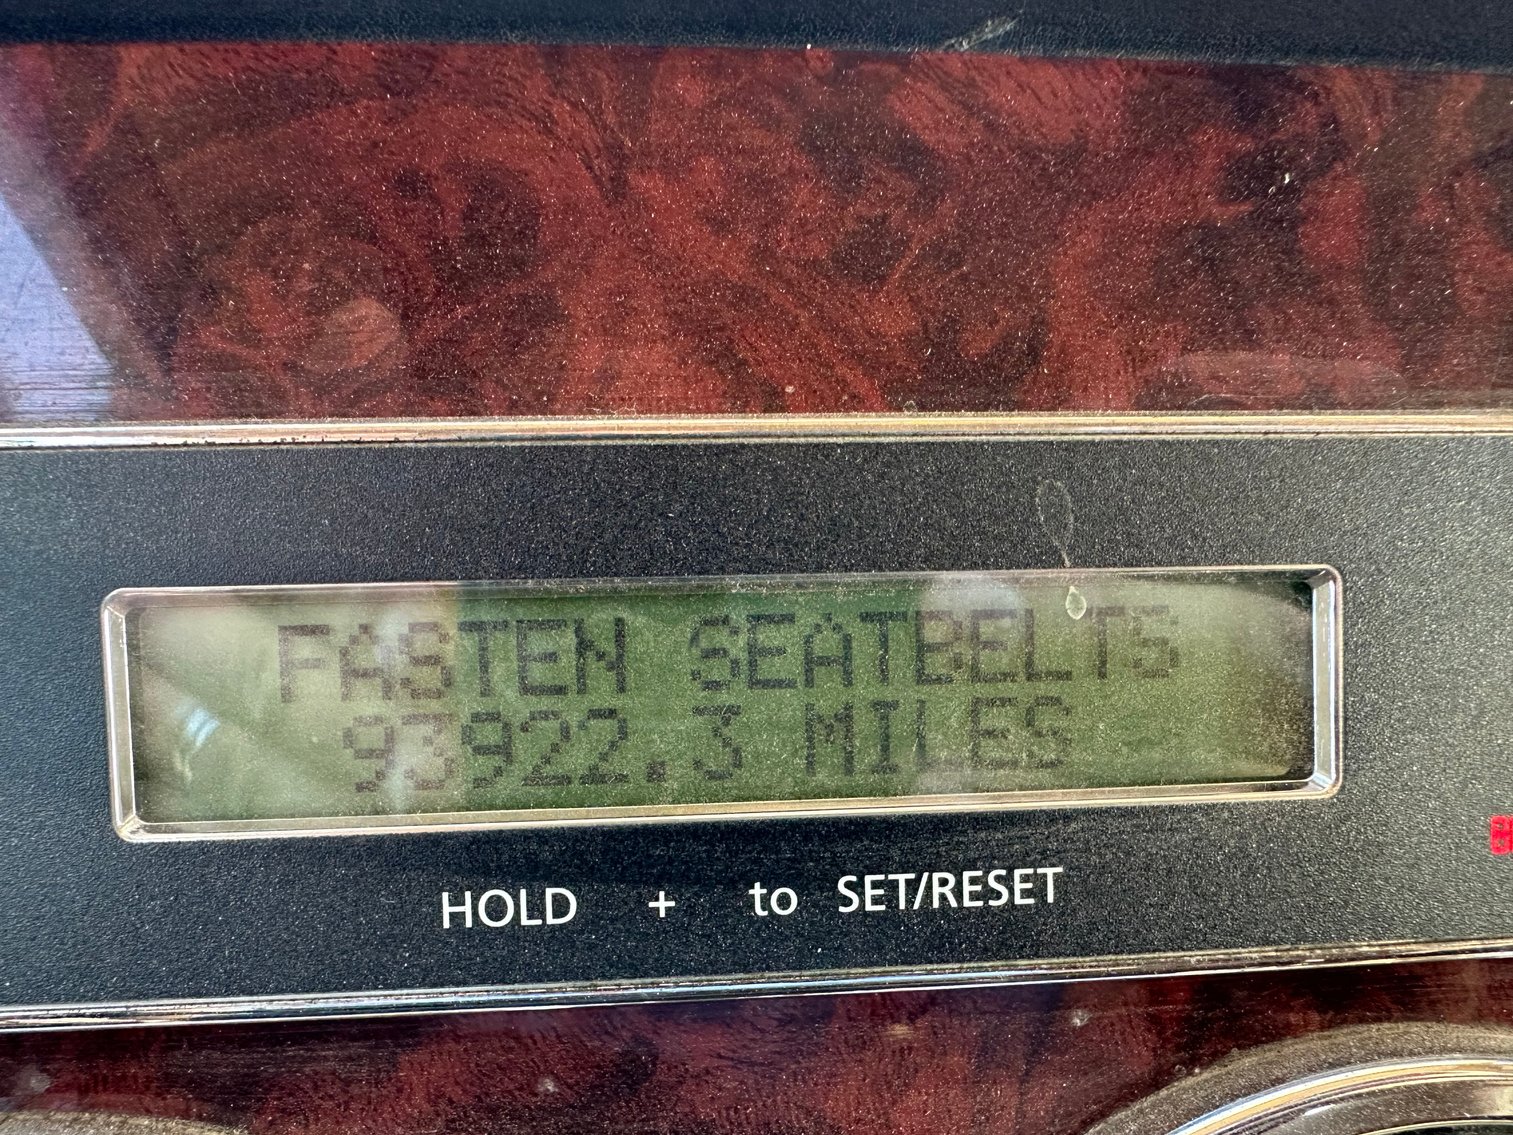 FASTEN SEATBELTS
93922.3 MILES
HOLD + to SET/RESET